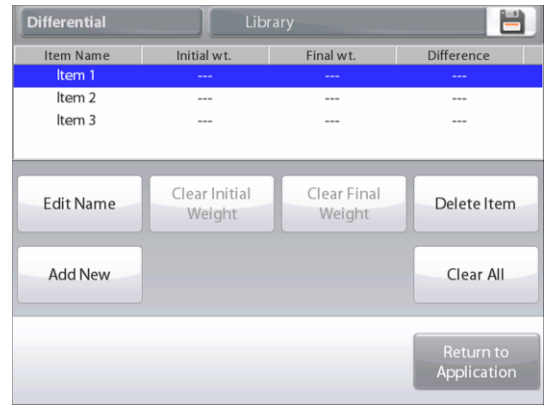 Differential Library
Item Name Initial wt. Final wt. Difference
Item 1 --- --- ---
Item 2 --- --- ---
Item 3 --- --- ---
Edit Name Clear Initial Weight Clear Final Weight Delete Item
Add New Clear All
Return to
Application